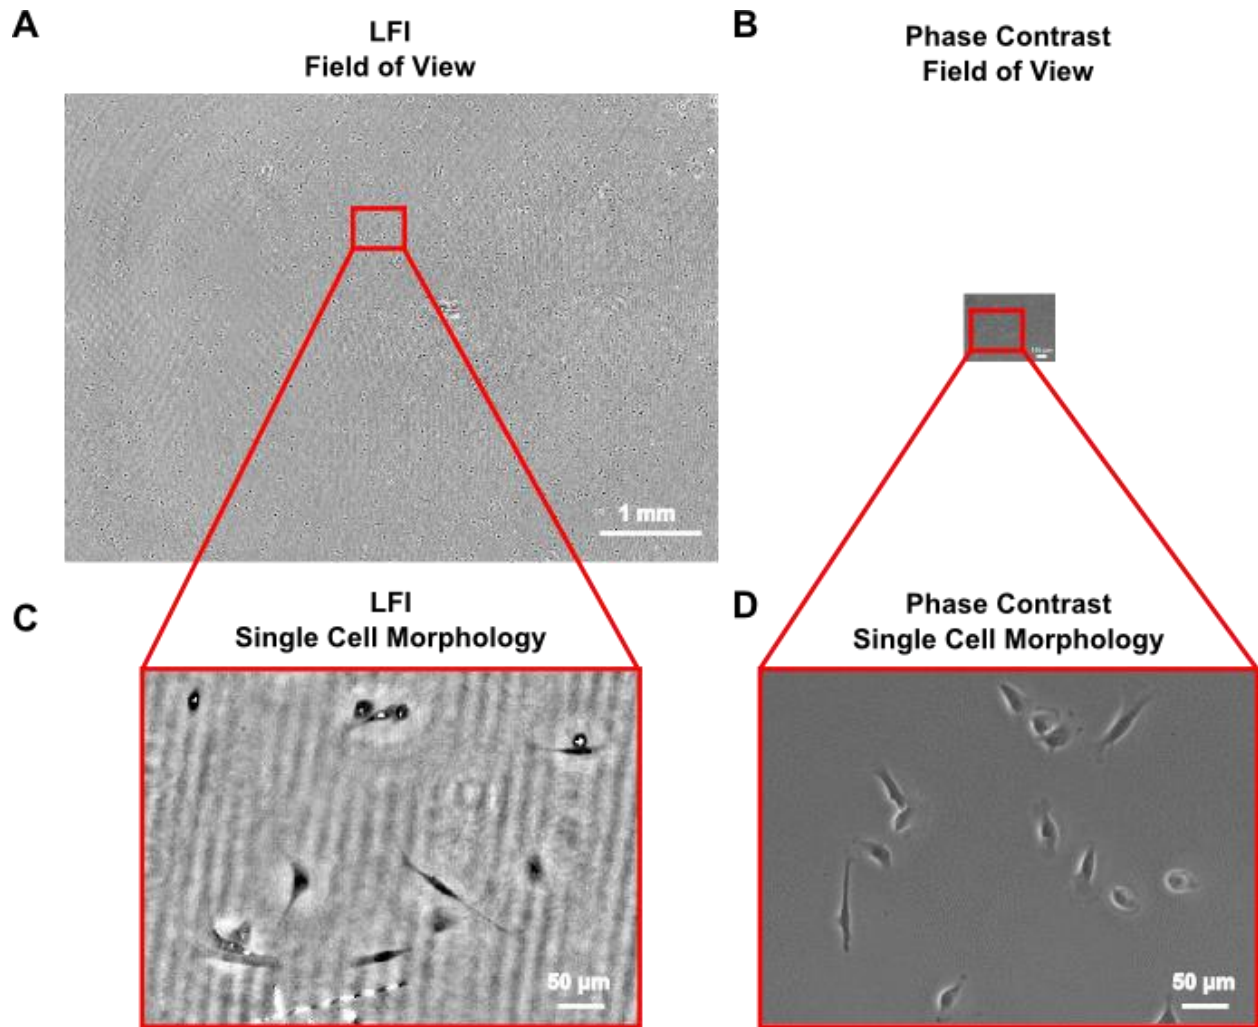 A
LFI
Field of View
B
Phase Contrast
Field of View
1 mm
C
LFI
Single Cell Morphology
D
Phase Contrast
Single Cell Morphology
50 µm
50 µm